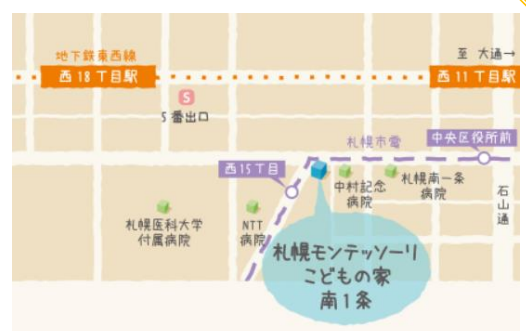 地下鉄東西線
西18丁目駅
至 大通→
西11丁目駅
S
5番出口
札幌市電
中央区役所前
西15丁目
中村記念
病院
札幌南一条
病院
石山通
札幌医科大学
付属病院
NTT
病院
札幌モンテッソーリ
こどもの家
南1条